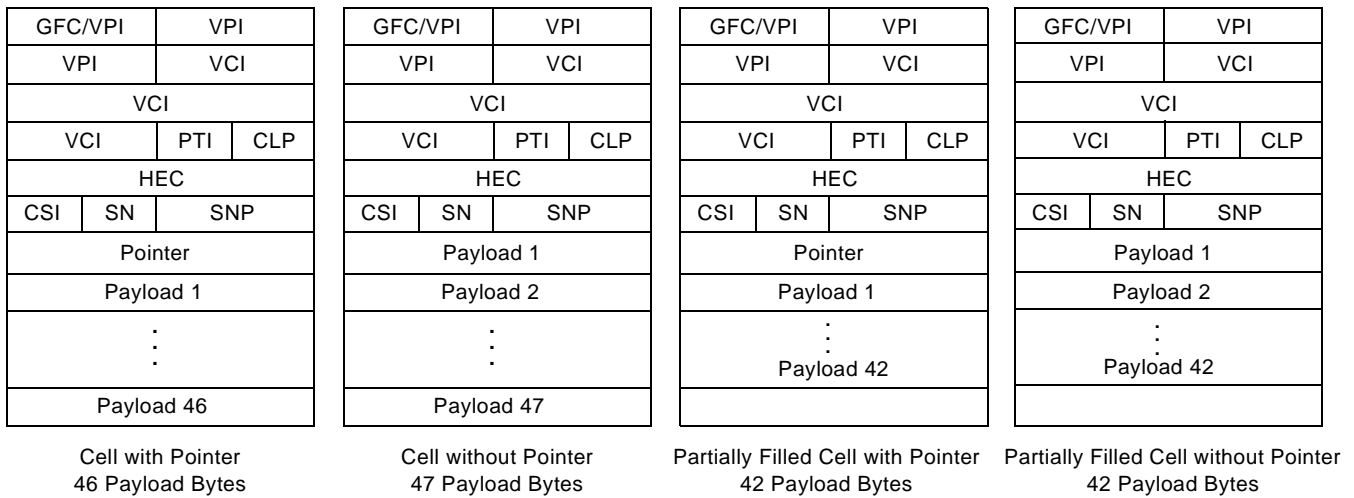 GFC/VPI VPI
VPI VCI
VCI
VCI PTI CLP
HEC
CSI SN SNP
Pointer
Payload 1
.
.
.
Payload 46
Cell with Pointer
46 Payload Bytes
GFC/VPI VPI
VPI VCI
VCI
VCI PTI CLP
HEC
CSI SN SNP
Payload 1
Payload 2
.
.
.
Payload 47
Cell without Pointer
47 Payload Bytes
GFC/VPI VPI
VPI VCI
VCI
VCI PTI CLP
HEC
CSI SN SNP
Pointer
Payload 1
.
.
.
Payload 42
Partially Filled Cell with Pointer
42 Payload Bytes
GFC/VPI VPI
VPI VCI
VCI
VCI PTI CLP
HEC
CSI SN SNP
Payload 1
Payload 2
.
.
.
Payload 42
Partially Filled Cell without Pointer
42 Payload Bytes